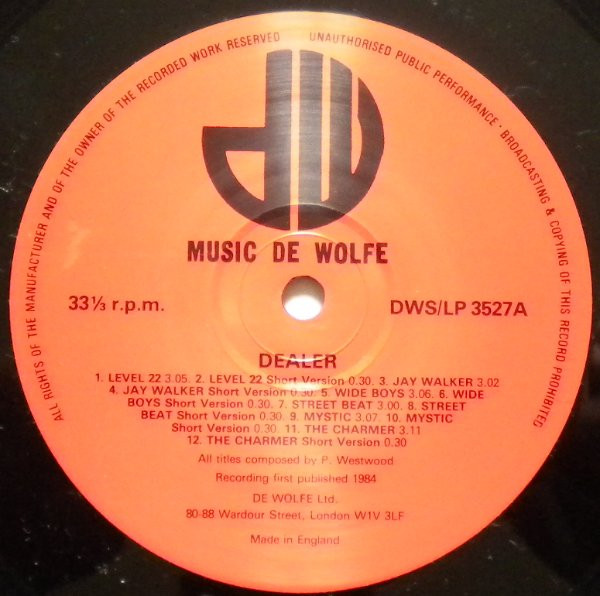 ALL RIGHTS OF THE MANUFACTURER AND OF THE OWNER OF THE RECORDED WORK RESERVED UNAUTHORISED PUBLIC PERFORMANCE · BROADCASTING & COPYING OF THIS RECORD PROHIBITED
dW
MUSIC DE WOLFE
33⅓ r.p.m. DWS/LP 3527A
DEALER
1. LEVEL 22 3.05. 2. LEVEL 22 Short Version 0.30. 3. JAY WALKER 3.02
4. JAY WALKER Short Version 0.30. 5. WIDE BOYS 3.06. 6. WIDE
BOYS Short Version 0.30. 7. STREET BEAT 3.00. 8. STREET
BEAT Short Version 0.30. 9. MYSTIC 3.07. 10. MYSTIC
Short Version 0.30. 11. THE CHARMER 3.11
12. THE CHARMER Short Version 0.30
All titles composed by P. Westwood
Recording first published 1984
DE WOLFE Ltd.
80-88 Wardour Street, London W1V 3LF
Made in England